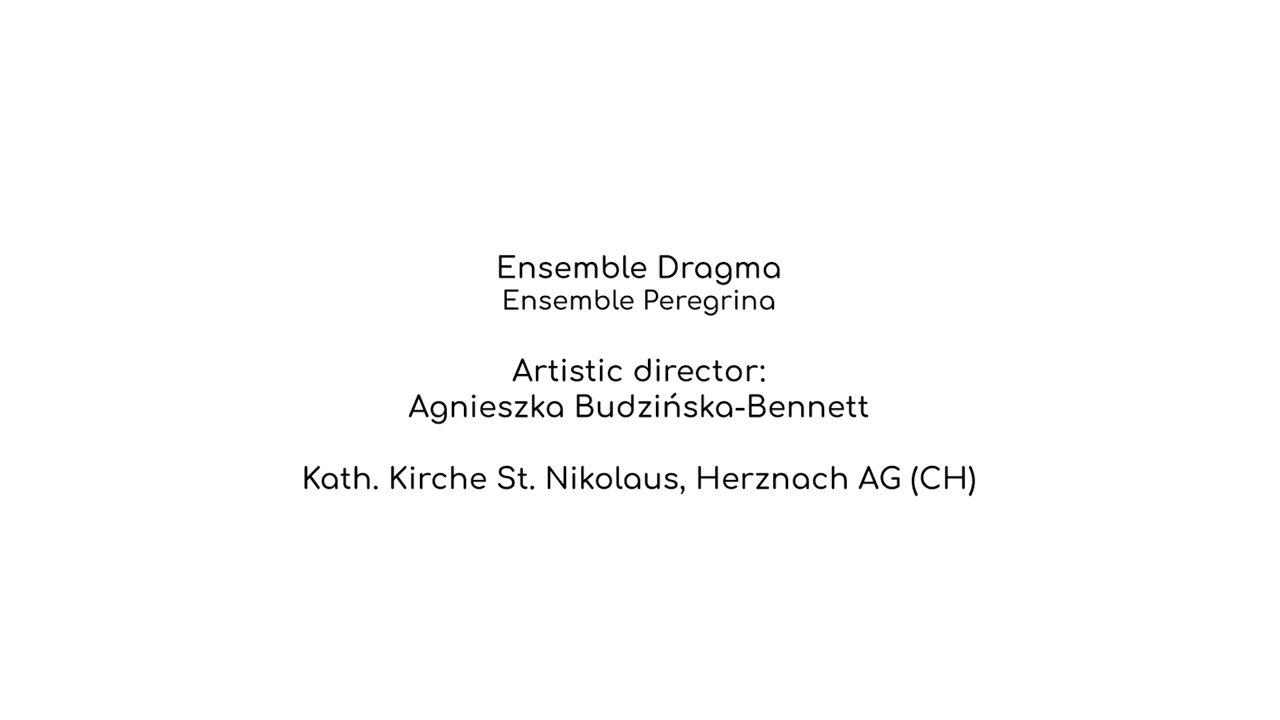 Ensemble Dragma
Ensemble Peregrina
Artistic director:
Agnieszka Budzińska-Bennett
Kath. Kirche St. Nikolaus, Herznach AG (CH)